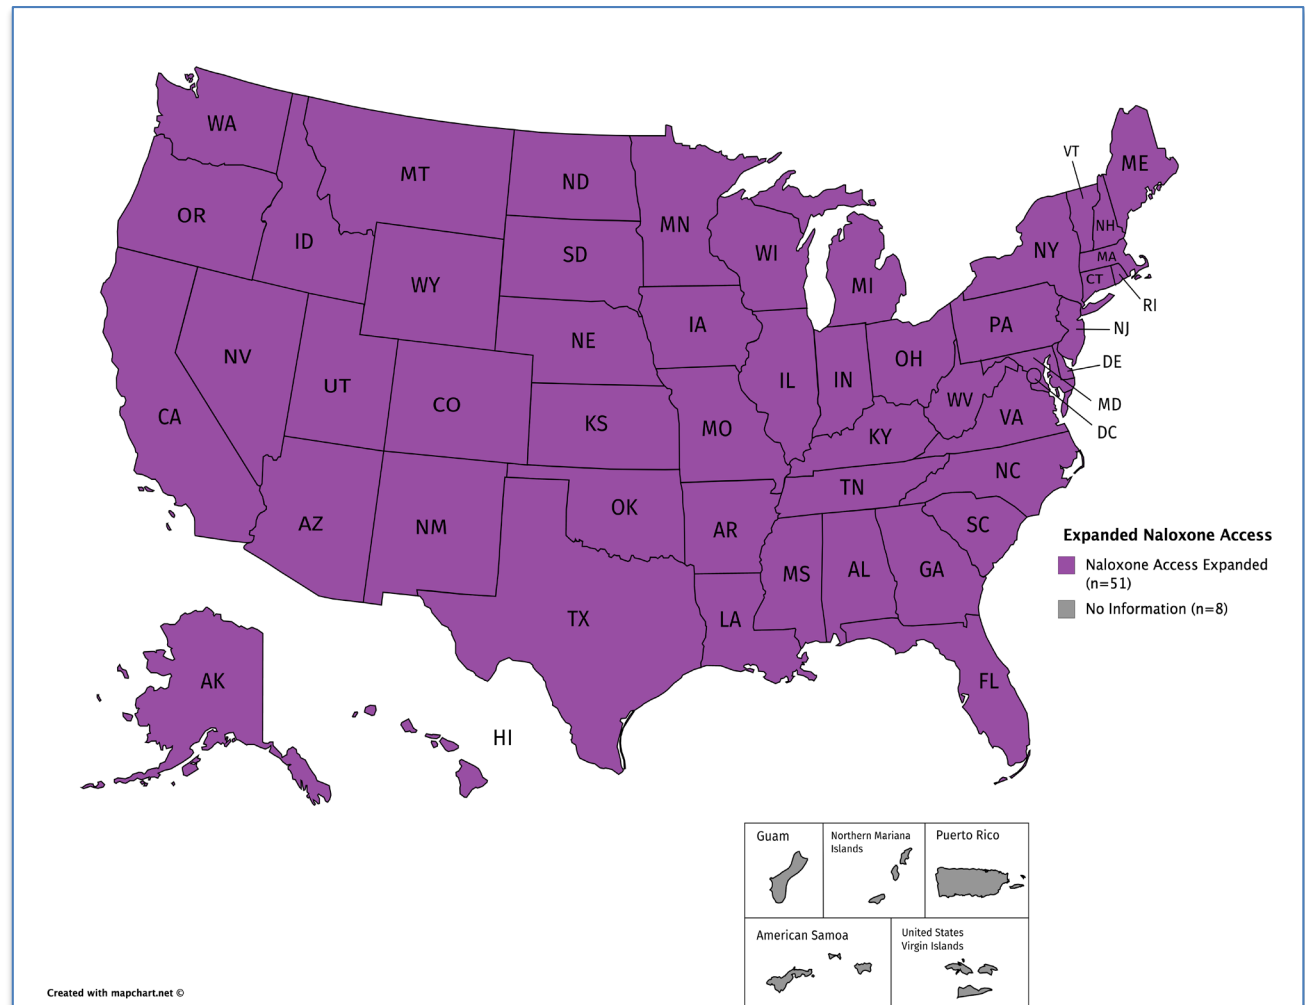 WA
MT
ND
MN
VT
ME
OR
ID
SD
WI
NY
NH
MA
CT
RI
WY
MI
IA
PA
NJ
NE
NV
UT
CO
IL
IN
OH
DE
MD
DC
CA
KS
MO
WV
VA
KY
NC
AZ
NM
OK
TN
AR
SC
MS
AL
GA
TX
LA
FL
AK
HI
Expanded Naloxone Access
Naloxone Access Expanded
(n=51)
No Information (n=8)
Guam
Northern Mariana
Islands
Puerto Rico
American Samoa
United States
Virgin Islands
Created with mapchart.net ©